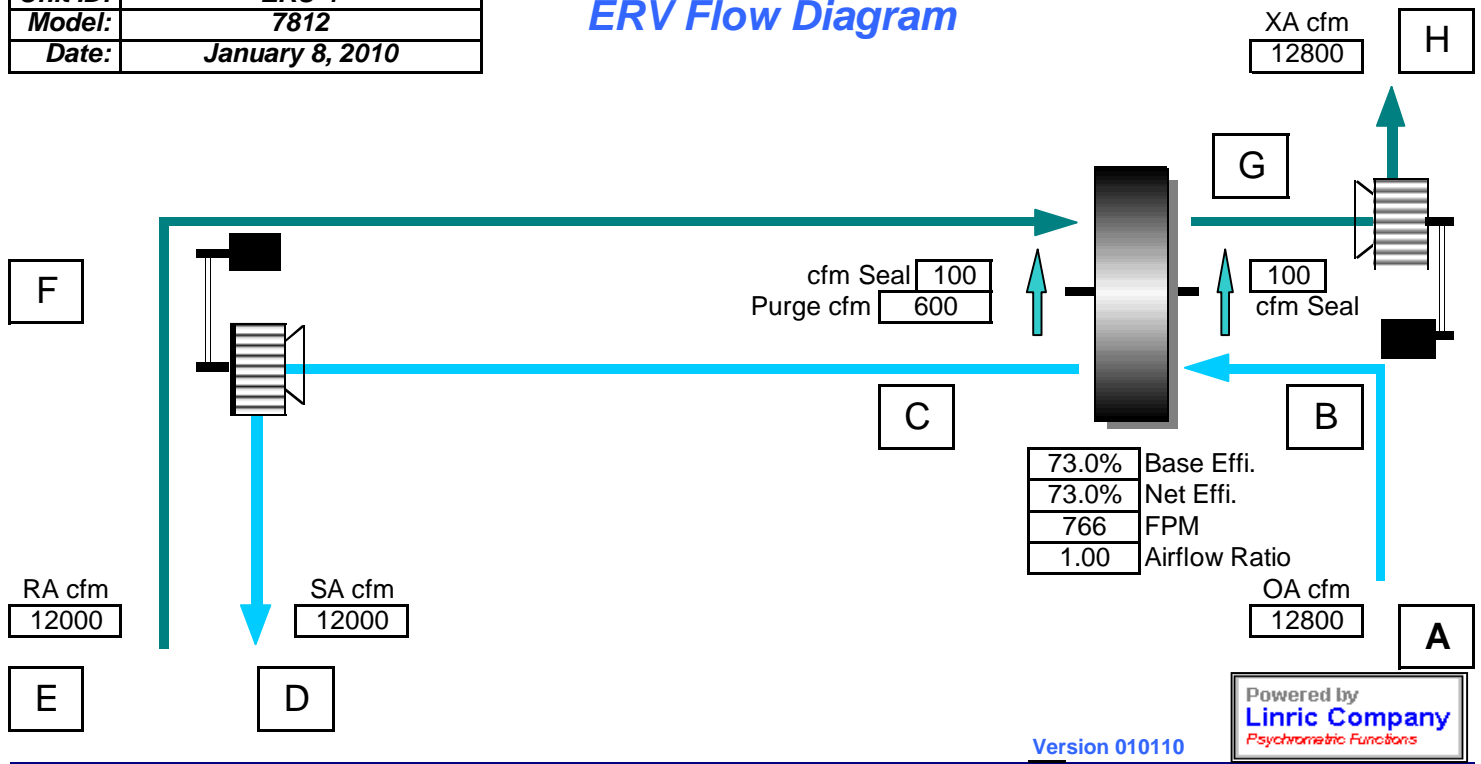 ERV Flow Diagram
Model: 7812
Date: January 8, 2010
XA cfm
12800
H
G
F
cfm Seal 100
Purge cfm 600
100
cfm Seal
C
B
73.0% Base Effi.
73.0% Net Effi.
766 FPM
1.00 Airflow Ratio
RA cfm
12000
SA cfm
12000
OA cfm
12800
A
E
D
Powered by
Linric Company
Psychrometric Functions
Version 010110